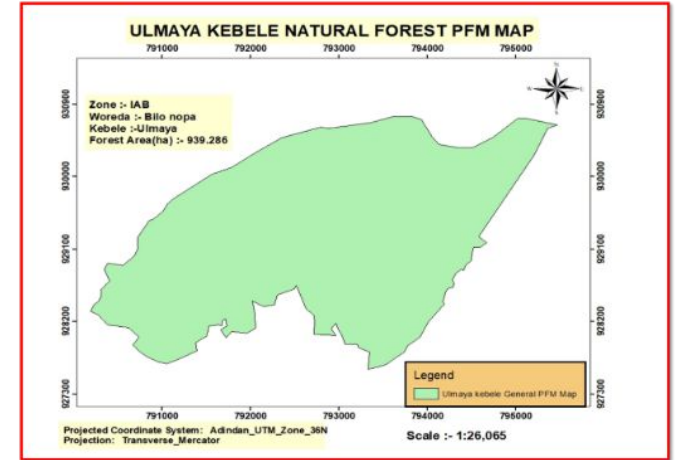 ULMAYA KEBELE NATURAL FOREST PFM MAP
791000 792000 793000 794000 795000
Zone :- IAB
Woreda :- Bilo nopa
Kebele :-Ulmaya
Forest Area(ha) :- 939.286
N
W E
S
930900 930900
930000 930000
929100 929100
928200 928200
927300 927300
Legend
Ulmaya kebele General PFM Map
791000 792000 793000 794000 795000
Projected Coordinate System: Adindan_UTM_Zone_36N
Projection: Transverse_Mercator
Scale :- 1:26,065